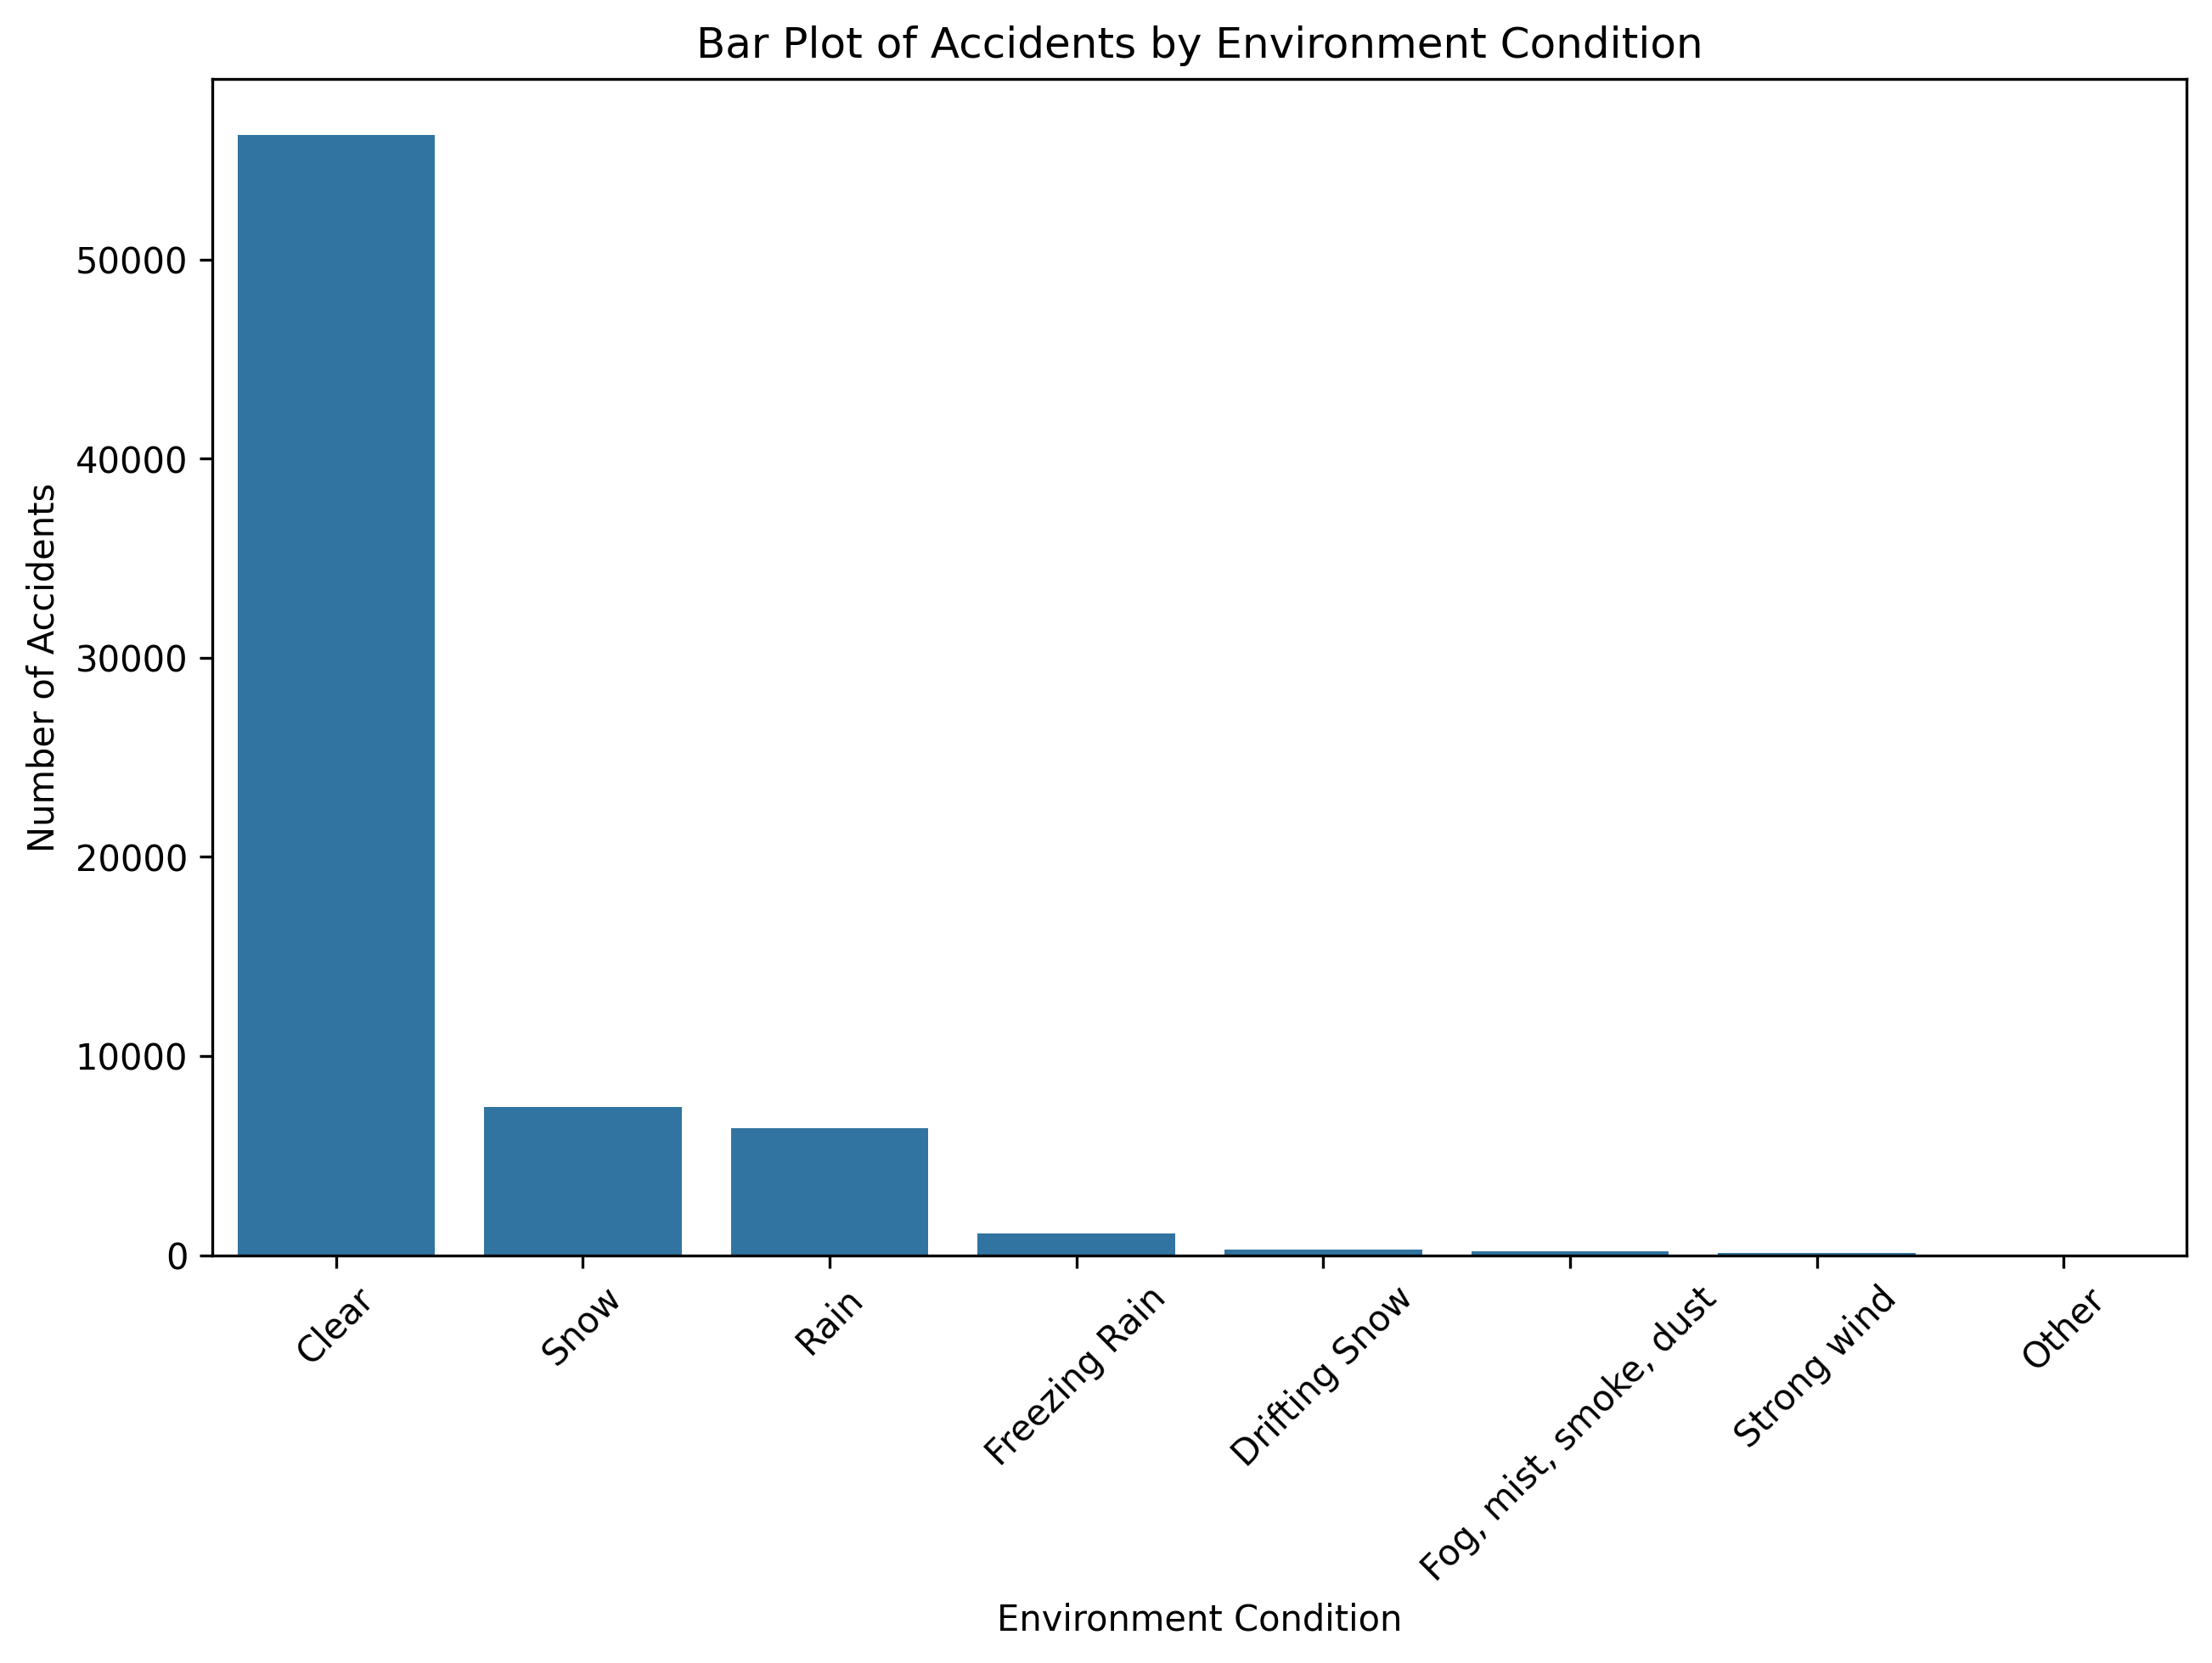 Bar Plot of Accidents by Environment Condition
Number of Accidents
50000
40000
30000
20000
10000
0
Clear
Snow
Rain
Freezing Rain
Drifting Snow
Fog, mist, smoke, dust
Strong wind
Other
Environment Condition